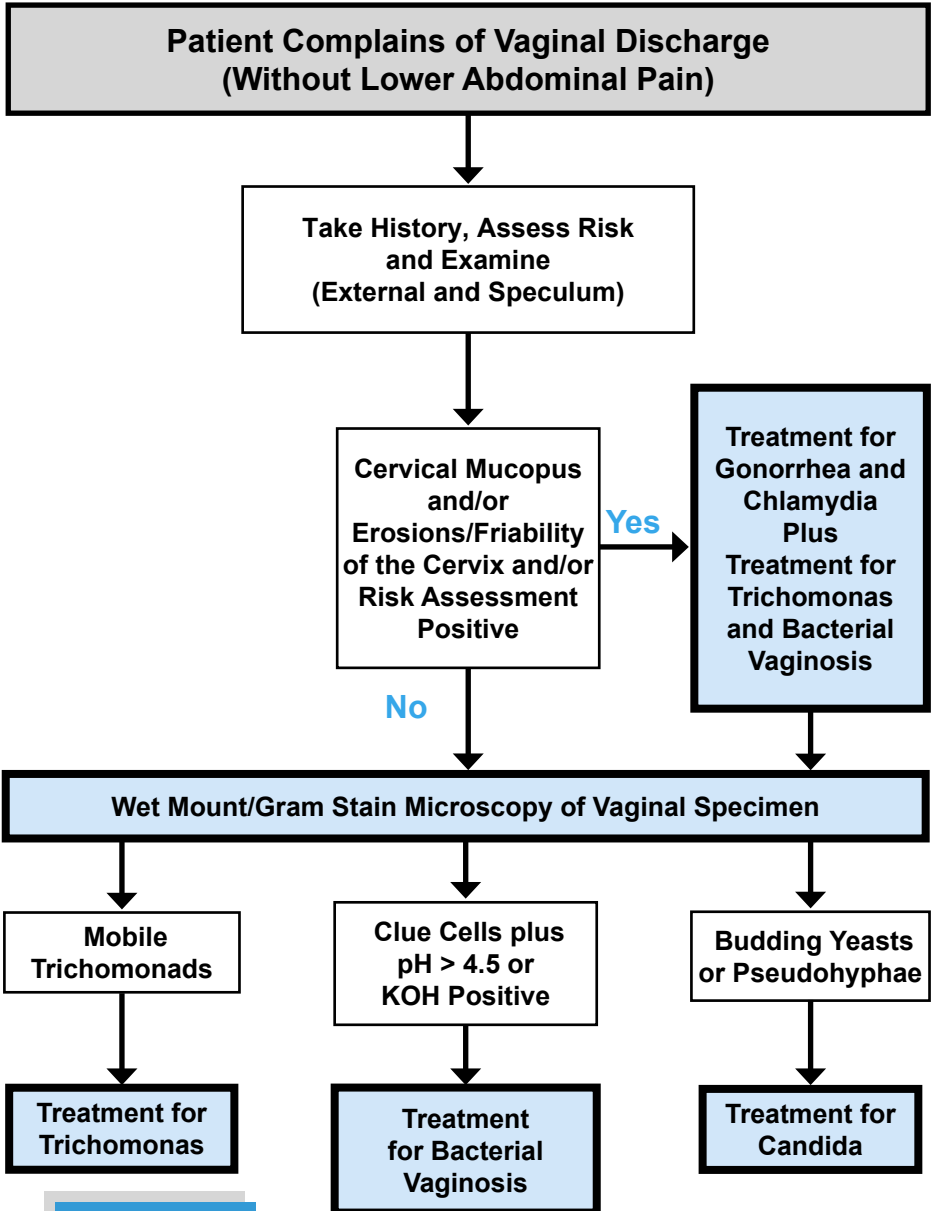 Patient Complains of Vaginal Discharge
(Without Lower Abdominal Pain)
Take History, Assess Risk
and Examine
(External and Speculum)
Cervical Mucopus
and/or
Erosions/Friability
of the Cervix and/or
Risk Assessment
Positive
Yes
Treatment for
Gonorrhea and
Chlamydia
Plus
Treatment for
Trichomonas
and Bacterial
Vaginosis
No
Wet Mount/Gram Stain Microscopy of Vaginal Specimen
Mobile
Trichomonads
Clue Cells plus
pH > 4.5 or
KOH Positive
Budding Yeasts
or Pseudohyphae
Treatment for
Trichomonas
Treatment
for Bacterial
Vaginosis
Treatment for
Candida